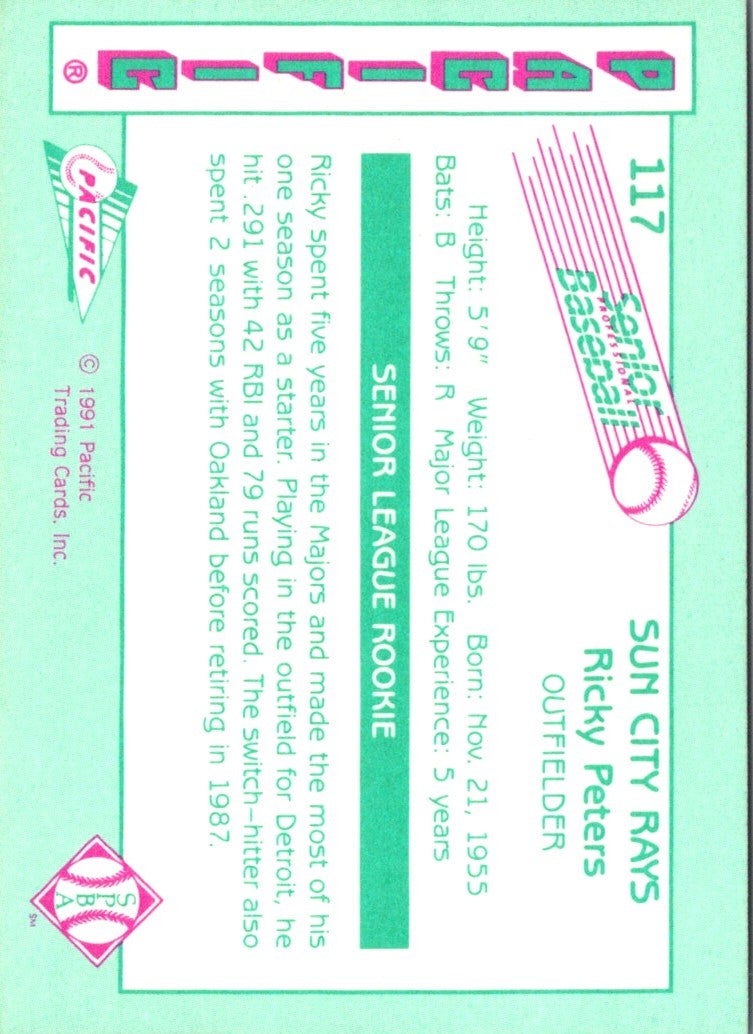 PACIFIC®
117
Senior
PROFESSIONAL
Baseball
SUN CITY RAYS
Ricky Peters
OUTFIELDER
Height: 5'9" Weight: 170 lbs. Born: Nov. 21, 1955
Bats: B Throws: R Major League Experience: 5 years
SENIOR LEAGUE ROOKIE
Ricky spent five years in the Majors and made the most of his
one season as a starter. Playing in the outfield for Detroit, he
hit .291 with 42 RBI and 79 runs scored. The switch-hitter also
spent 2 seasons with Oakland before retiring in 1987.
PACIFIC
© 1991 Pacific
Trading Cards, Inc.
S
P B
A
SM